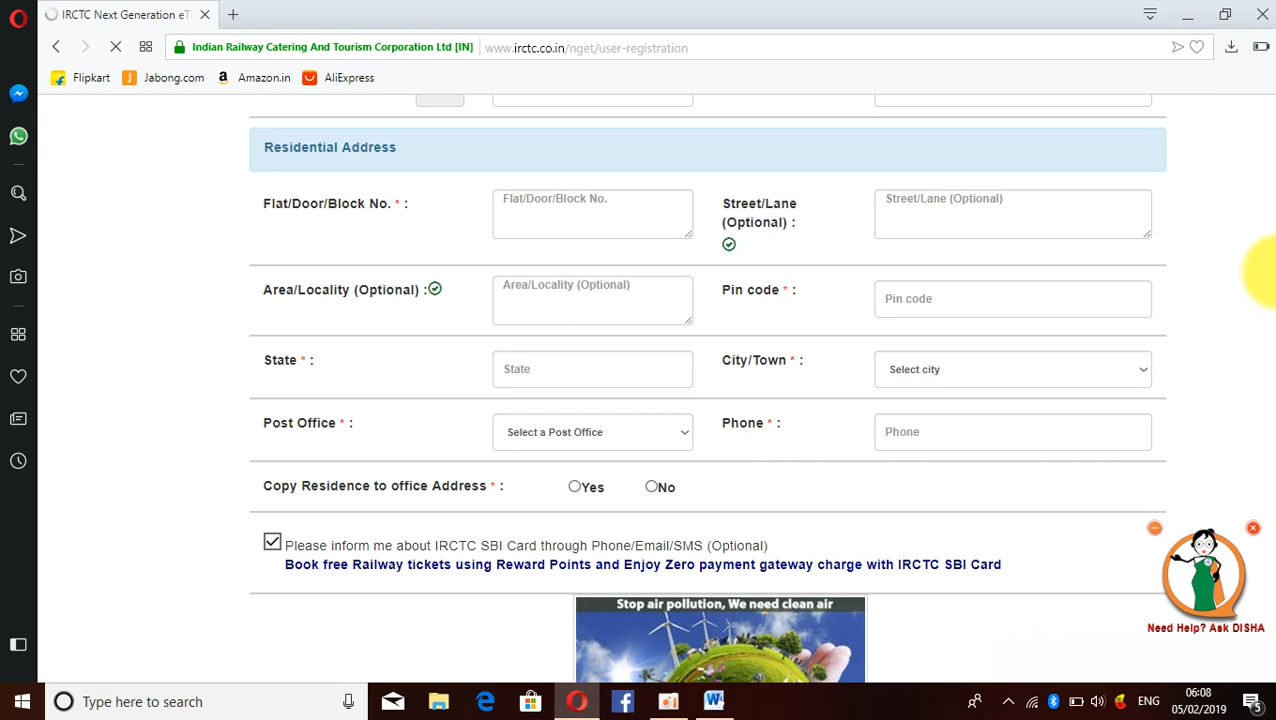 IRCTC Next Generation eTi
Indian Railway Catering And Tourism Corporation Ltd [IN] www.irctc.co.in/nget/user-registration
Flipkart Jabong.com Amazon.in AliExpress
Residential Address
Flat/Door/Block No. * : Flat/Door/Block No. Street/Lane (Optional) : Street/Lane (Optional)
Area/Locality (Optional) : Area/Locality (Optional) Pin code * : Pin code
State * : State City/Town * : Select city
Post Office * : Select a Post Office Phone * : Phone
Copy Residence to office Address * : Yes No
Please inform me about IRCTC SBI Card through Phone/Email/SMS (Optional)
Book free Railway tickets using Reward Points and Enjoy Zero payment gateway charge with IRCTC SBI Card
Stop air pollution, We need clean air
Need Help? Ask DISHA
Type here to search
ENG
06:08
05/02/2019
5